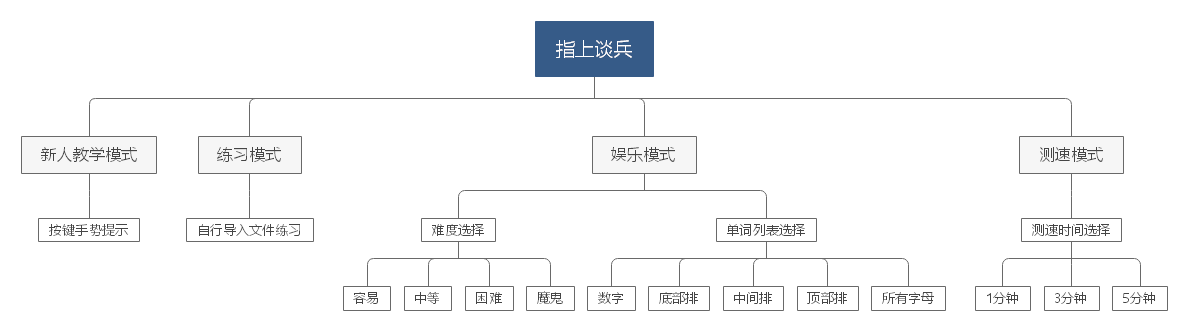 指上谈兵
新人教学模式
练习模式
娱乐模式
测速模式
按键手势提示
自行导入文件练习
难度选择
单词列表选择
测速时间选择
容易
中等
困难
魔鬼
数字
底部排
中间排
顶部排
所有字母
1分钟
3分钟
5分钟